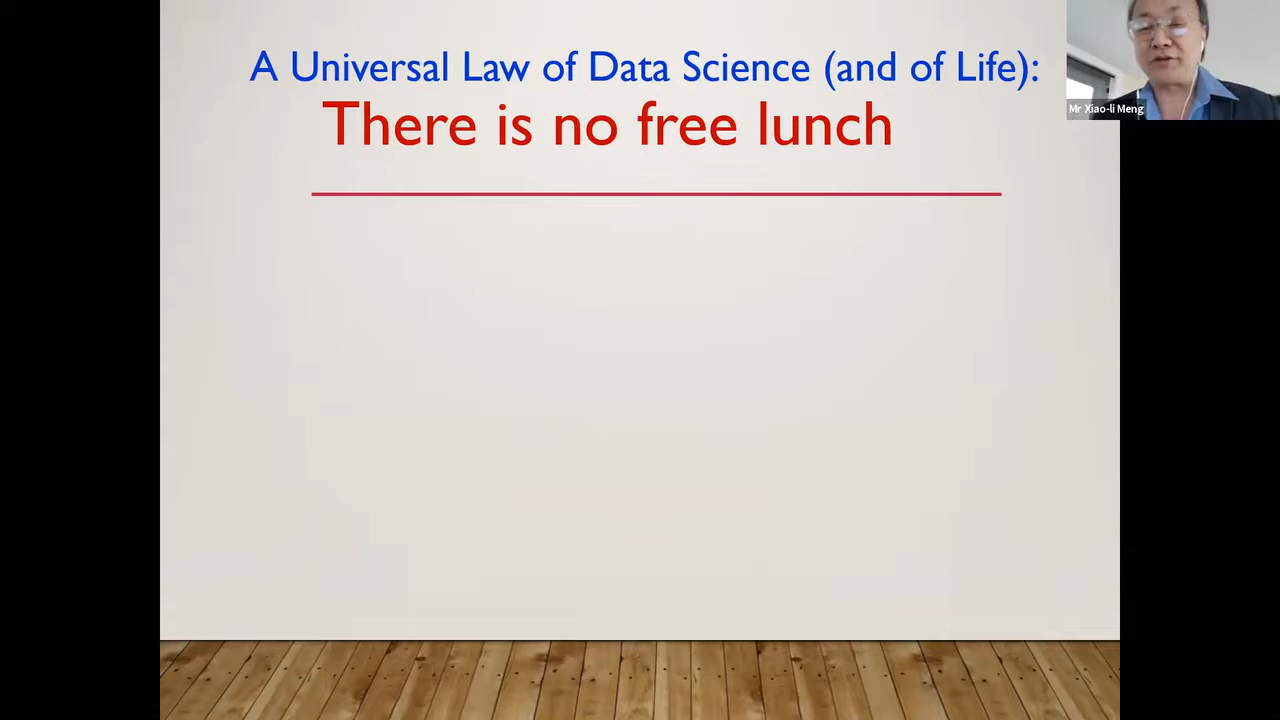 A Universal Law of Data Science (and of Life):
There is no free lunch
Mr Xiao-li Meng